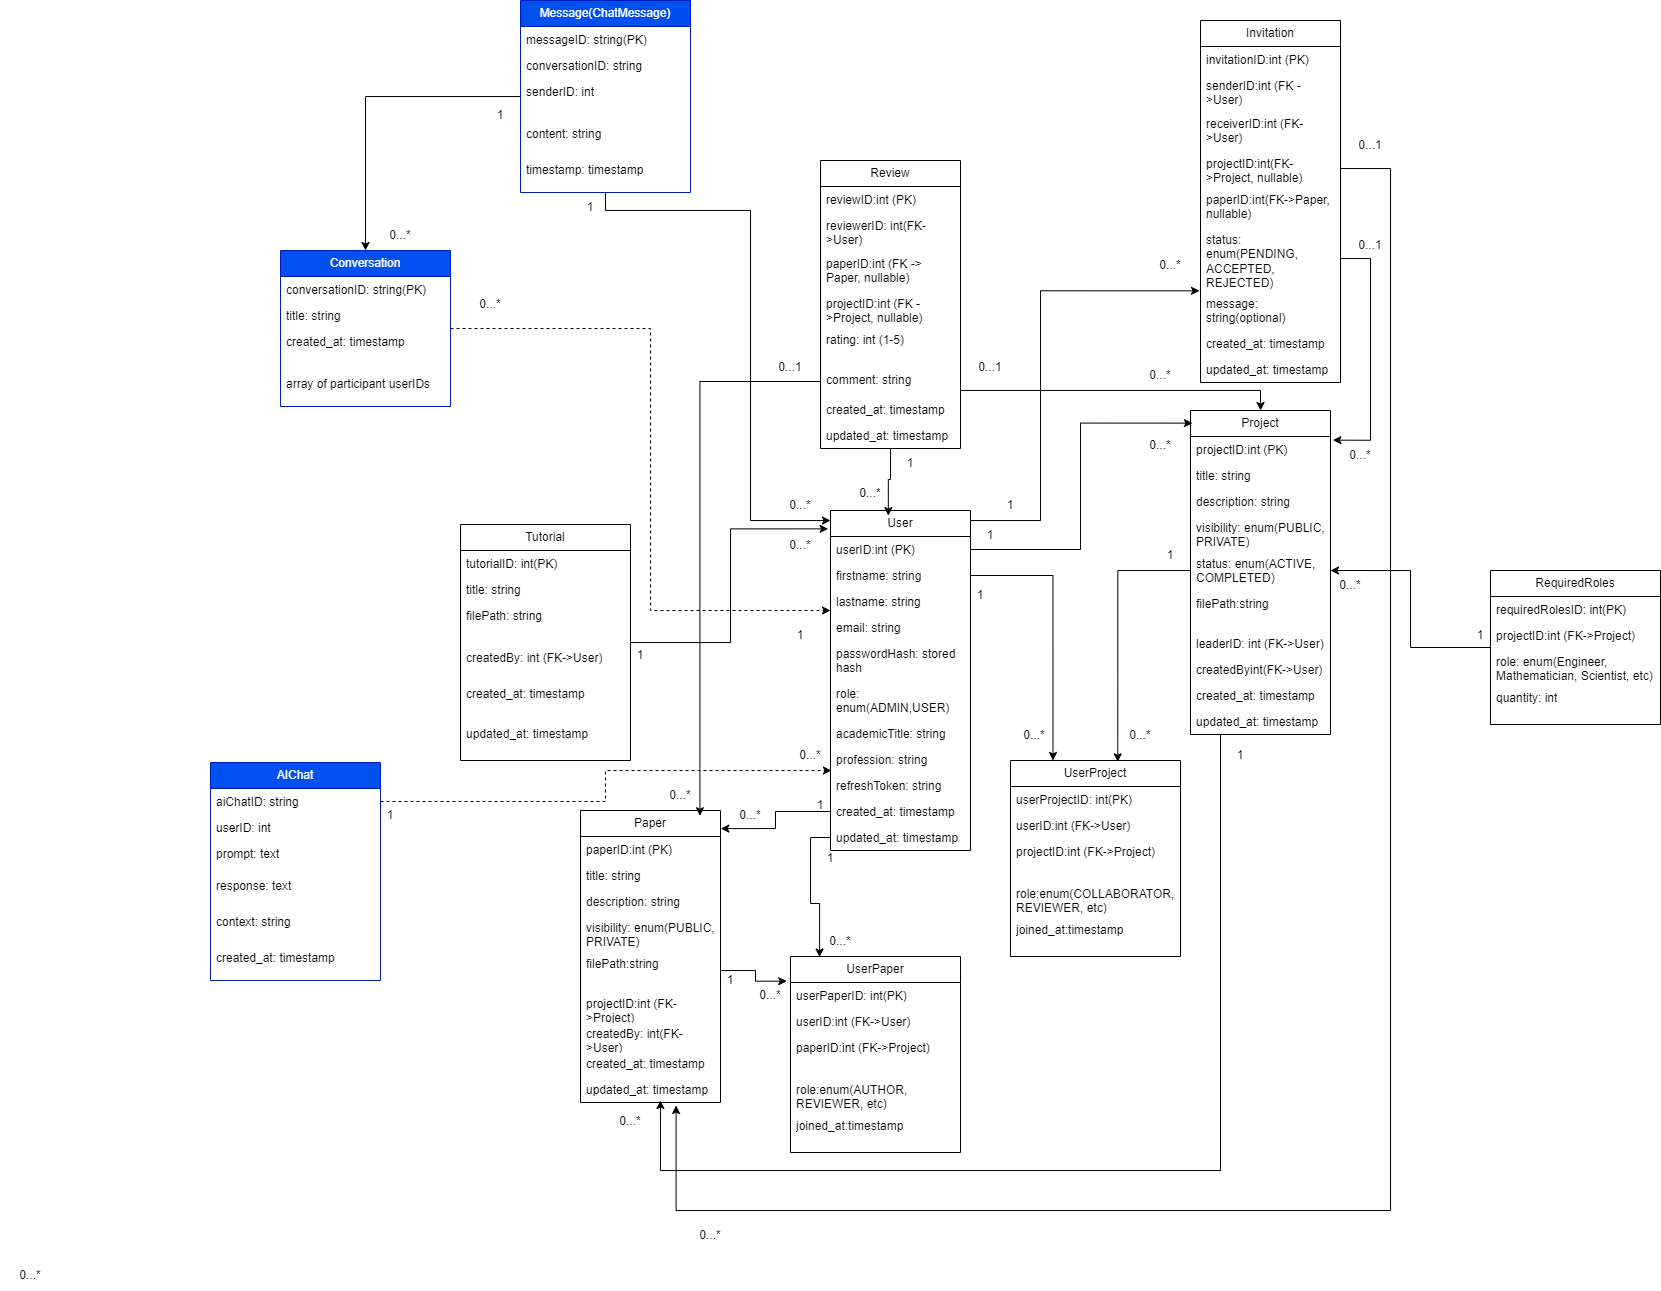 Message(ChatMessage)
messageID: string(PK)
conversationID: string
senderID: int
content: string
timestamp: timestamp
1
1
0...*
Conversation
conversationID: string(PK)
title: string
created_at: timestamp
array of participant userIDs
0...*
Invitation
invitationID:int (PK)
senderID:int (FK -
>User)
receiverID:int (FK-
>User)
projectID:int(FK-
>Project, nullable)
paperID:int(FK->Paper,
nullable)
status:
enum(PENDING,
ACCEPTED,
REJECTED)
message:
string(optional)
created_at: timestamp
updated_at: timestamp
0...1
0...1
0...*
Review
reviewID:int (PK)
reviewerID: int(FK-
>User)
paperID:int (FK ->
Paper, nullable)
projectID:int (FK -
>Project, nullable)
rating: int (1-5)
comment: string
created_at: timestamp
updated_at: timestamp
0...1
0...1
0...*
1
0...*
0...*
0...*
Project
projectID:int (PK)
title: string
description: string
visibility: enum(PUBLIC,
PRIVATE)
status: enum(ACTIVE,
COMPLETED)
filePath:string
leaderID: int (FK->User)
createdByint(FK->User)
created_at: timestamp
updated_at: timestamp
1
0...*
1
1
RequiredRoles
requiredRolesID: int(PK)
projectID:int (FK->Project)
role: enum(Engineer,
Mathematician, Scientist, etc)
quantity: int
User
userID:int (PK)
firstname: string
lastname: string
email: string
passwordHash: stored
hash
role:
enum(ADMIN,USER)
academicTitle: string
profession: string
refreshToken: string
created_at: timestamp
updated_at: timestamp
0...*
0...*
1
1
1
1
0...*
1
1
Tutorial
tutorialID: int(PK)
title: string
filePath: string
createdBy: int (FK->User)
created_at: timestamp
updated_at: timestamp
1
AIChat
aiChatID: string
userID: int
prompt: text
response: text
context: string
created_at: timestamp
1
0...*
0...*
Paper
paperID:int (PK)
title: string
description: string
visibility: enum(PUBLIC,
PRIVATE)
filePath:string
projectID:int (FK-
>Project)
createdBy: int(FK-
>User)
created_at: timestamp
updated_at: timestamp
1
0...*
0...*
0...*
UserProject
userProjectID: int(PK)
userID:int (FK->User)
projectID:int (FK->Project)
role:enum(COLLABORATOR,
REVIEWER, etc)
joined_at:timestamp
0...*
UserPaper
userPaperID: int(PK)
userID:int (FK->User)
paperID:int (FK->Project)
role:enum(AUTHOR,
REVIEWER, etc)
joined_at:timestamp
0...*
0...*
0...*